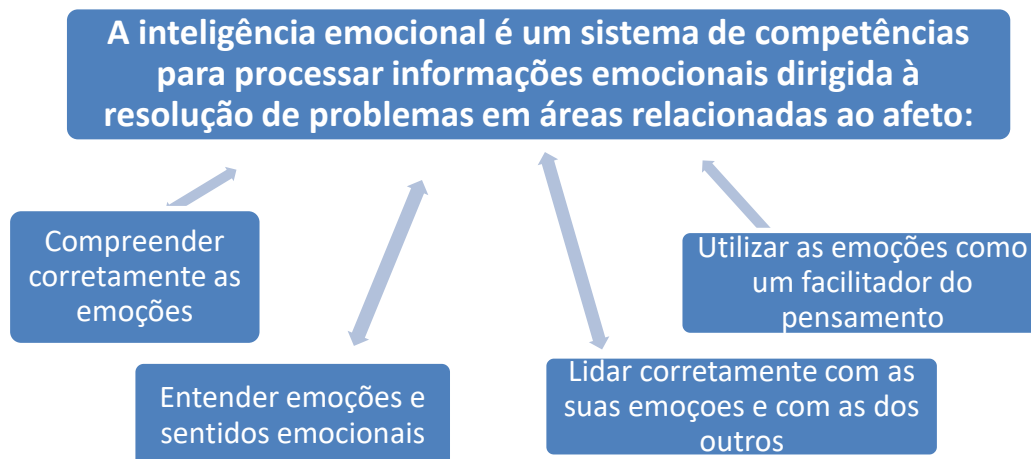 A inteligência emocional é um sistema de competências
para processar informações emocionais dirigida à
resolução de problemas em áreas relacionadas ao afeto:
Compreender
corretamente as
emoções
Utilizar as emoções como
um facilitador do
pensamento
Entender emoções e
sentidos emocionais
Lidar corretamente com as
suas emoçoes e com as dos
outros